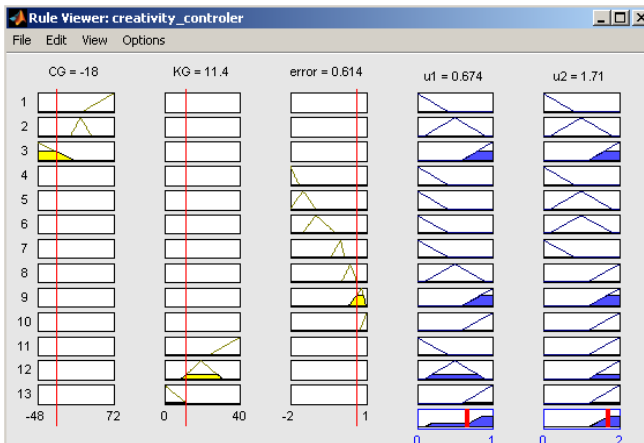 Rule Viewer: creativity_controler
File Edit View Options
CG = -18 KG = 11.4 error = 0.614 u1 = 0.674 u2 = 1.71
1
2
3
4
5
6
7
8
9
10
11
12
13
-48 72 0 40 -2 1
0 1 0 2